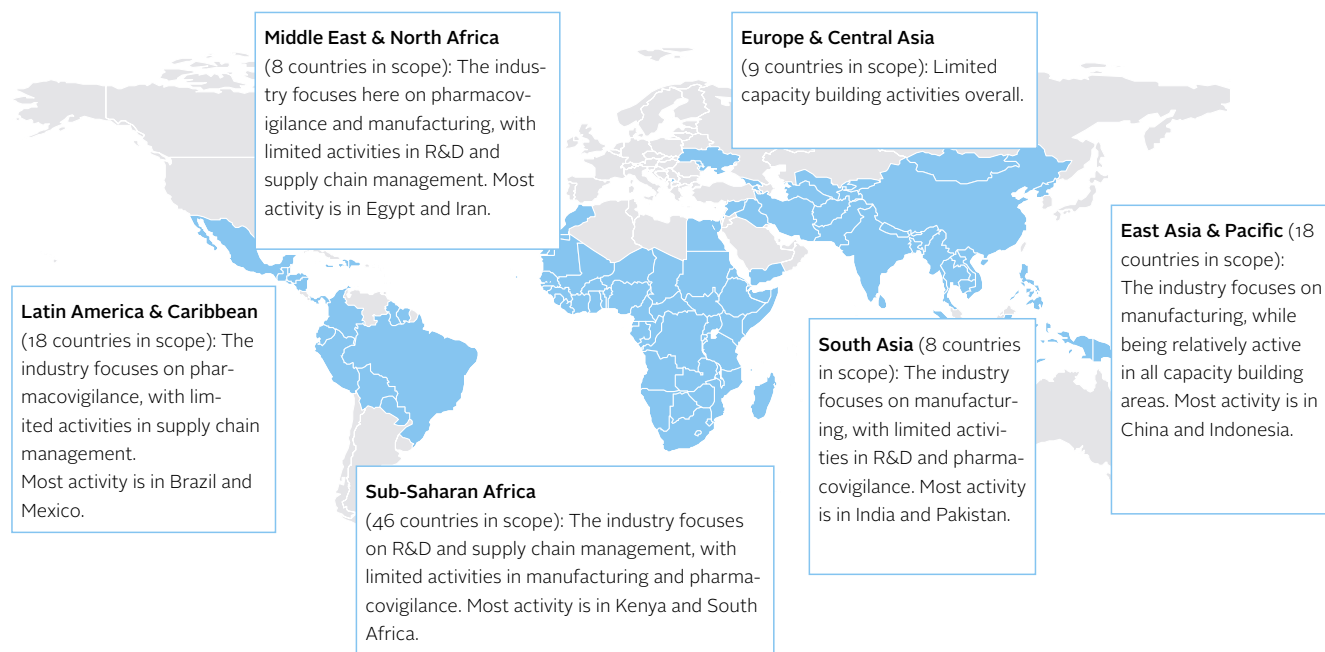 Middle East & North Africa
(8 countries in scope): The indus-
try focuses here on pharmacov-
igilance and manufacturing, with
limited activities in R&D and
supply chain management. Most
activity is in Egypt and Iran.
Europe & Central Asia
(9 countries in scope): Limited
capacity building activities overall.
East Asia & Pacific (18
countries in scope):
The industry focuses on
manufacturing, while
being relatively active
in all capacity building
areas. Most activity is in
China and Indonesia.
Latin America & Caribbean
(18 countries in scope): The
industry focuses on phar-
macovigilance, with lim-
ited activities in supply chain
management.
Most activity is in Brazil and
Mexico.
South Asia (8 countries
in scope): The industry
focuses on manufactur-
ing, with limited activi-
ties in R&D and pharma-
covigilance. Most activity
is in India and Pakistan.
Sub-Saharan Africa
(46 countries in scope): The industry focuses
on R&D and supply chain management, with
limited activities in manufacturing and pharma-
covigilance. Most activity is in Kenya and South
Africa.